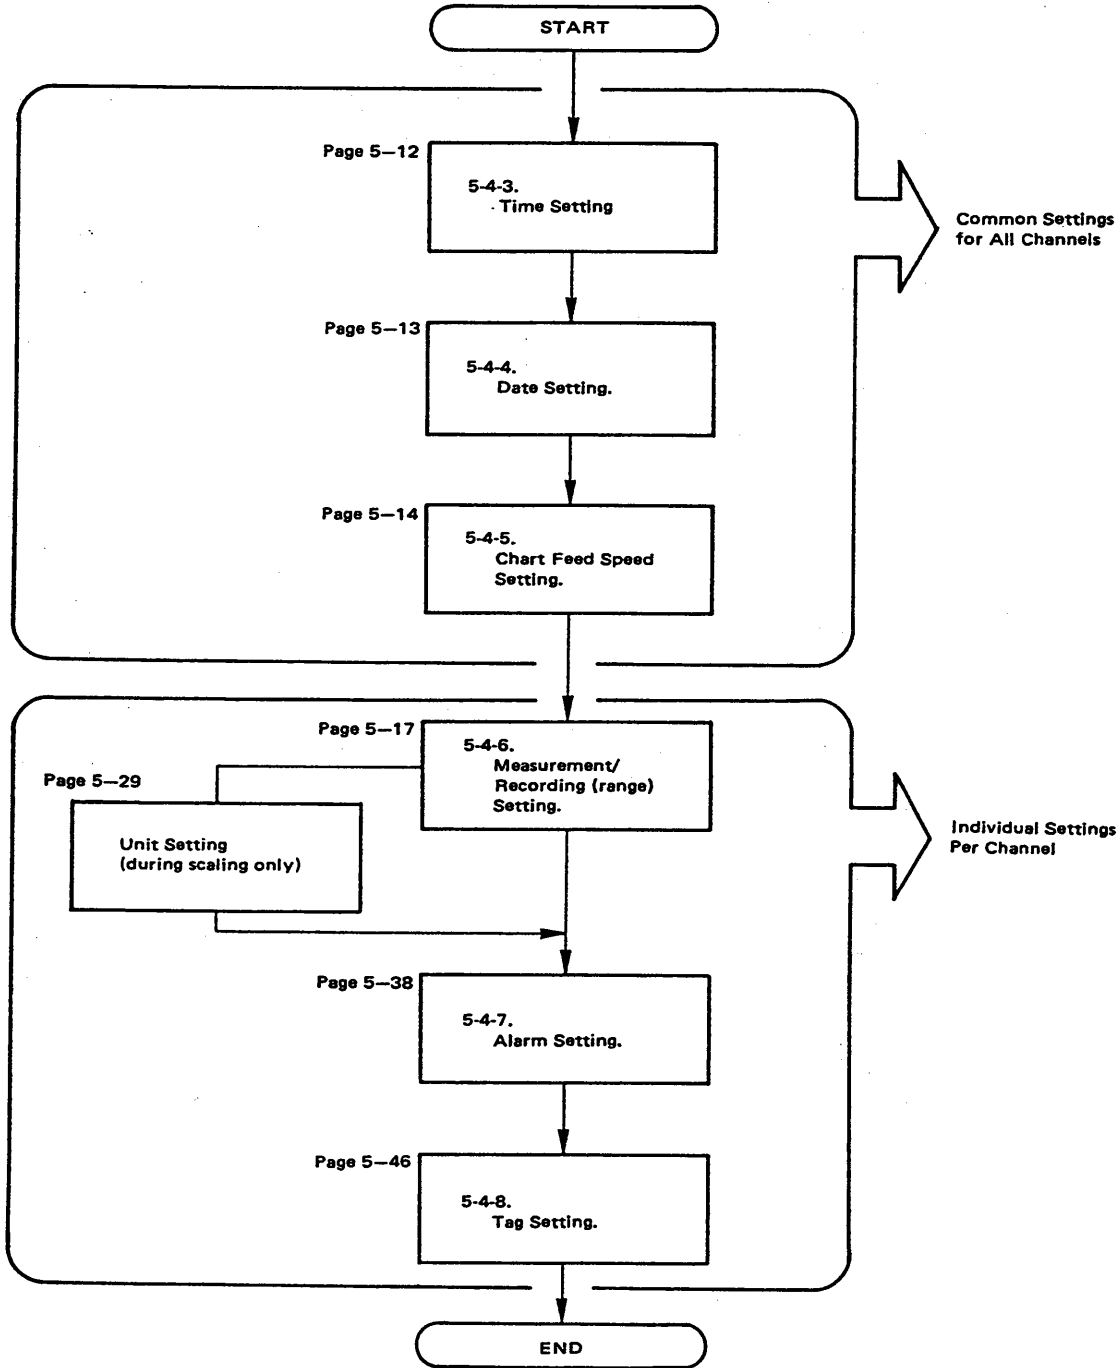 START
Page 5—12
5-4-3.
Time Setting
Common Settings
for All Channels
Page 5—13
5-4-4.
Date Setting.
Page 5—14
5-4-5.
Chart Feed Speed
Setting.
Page 5—17
5-4-6.
Measurement/
Recording (range)
Setting.
Page 5—29
Unit Setting
(during scaling only)
Individual Settings
Per Channel
Page 5—38
5-4-7.
Alarm Setting.
Page 5—46
5-4-8.
Tag Setting.
END